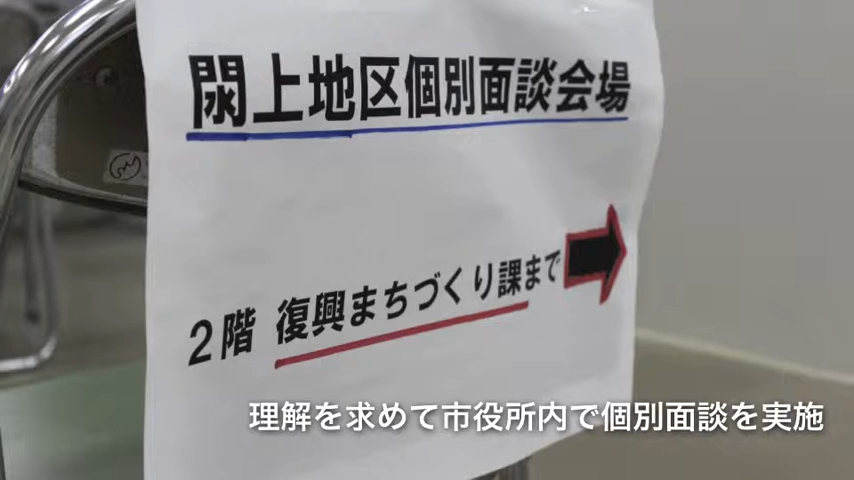 閖上地区個別面談会場
2階 復興まちづくり課まで
理解を求めて市役所内で個別面談を実施